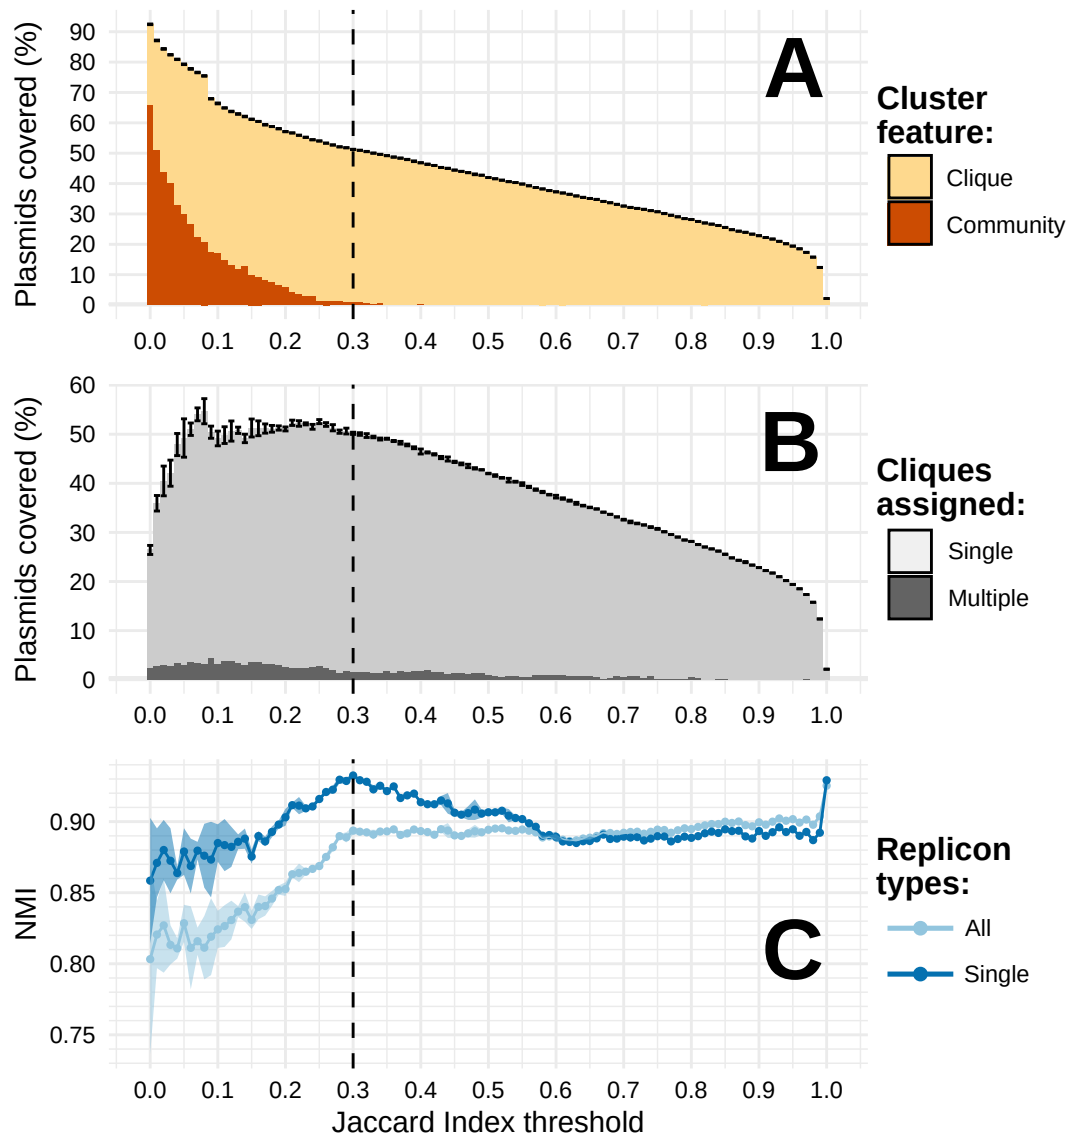 A
Plasmids covered (%)
90
80
70
60
50
40
30
20
10
0
0.0 0.1 0.2 0.3 0.4 0.5 0.6 0.7 0.8 0.9 1.0
Cluster
feature:
Clique
Community
B
Plasmids covered (%)
60
50
40
30
20
10
0
0.0 0.1 0.2 0.3 0.4 0.5 0.6 0.7 0.8 0.9 1.0
Cliques
assigned:
Single
Multiple
C
NMI
0.90
0.85
0.80
0.75
0.0 0.1 0.2 0.3 0.4 0.5 0.6 0.7 0.8 0.9 1.0
Jaccard Index threshold
Replicon
types:
All
Single